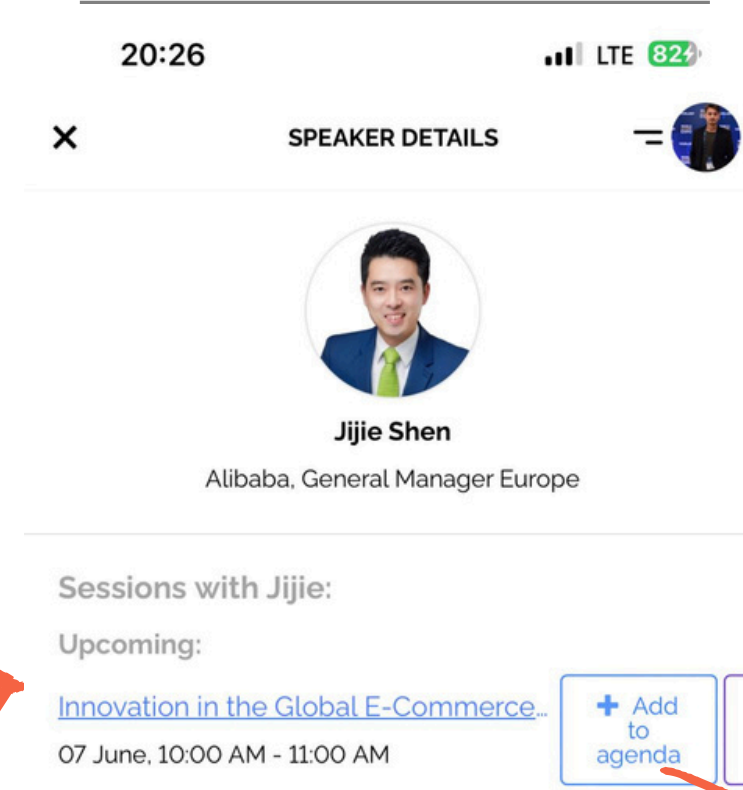 20:26 LTE 82
SPEAKER DETAILS
Jijie Shen
Alibaba, General Manager Europe
Sessions with Jijie:
Upcoming:
Innovation in the Global E-Commerce...
07 June, 10:00 AM - 11:00 AM
+ Add
to
agenda